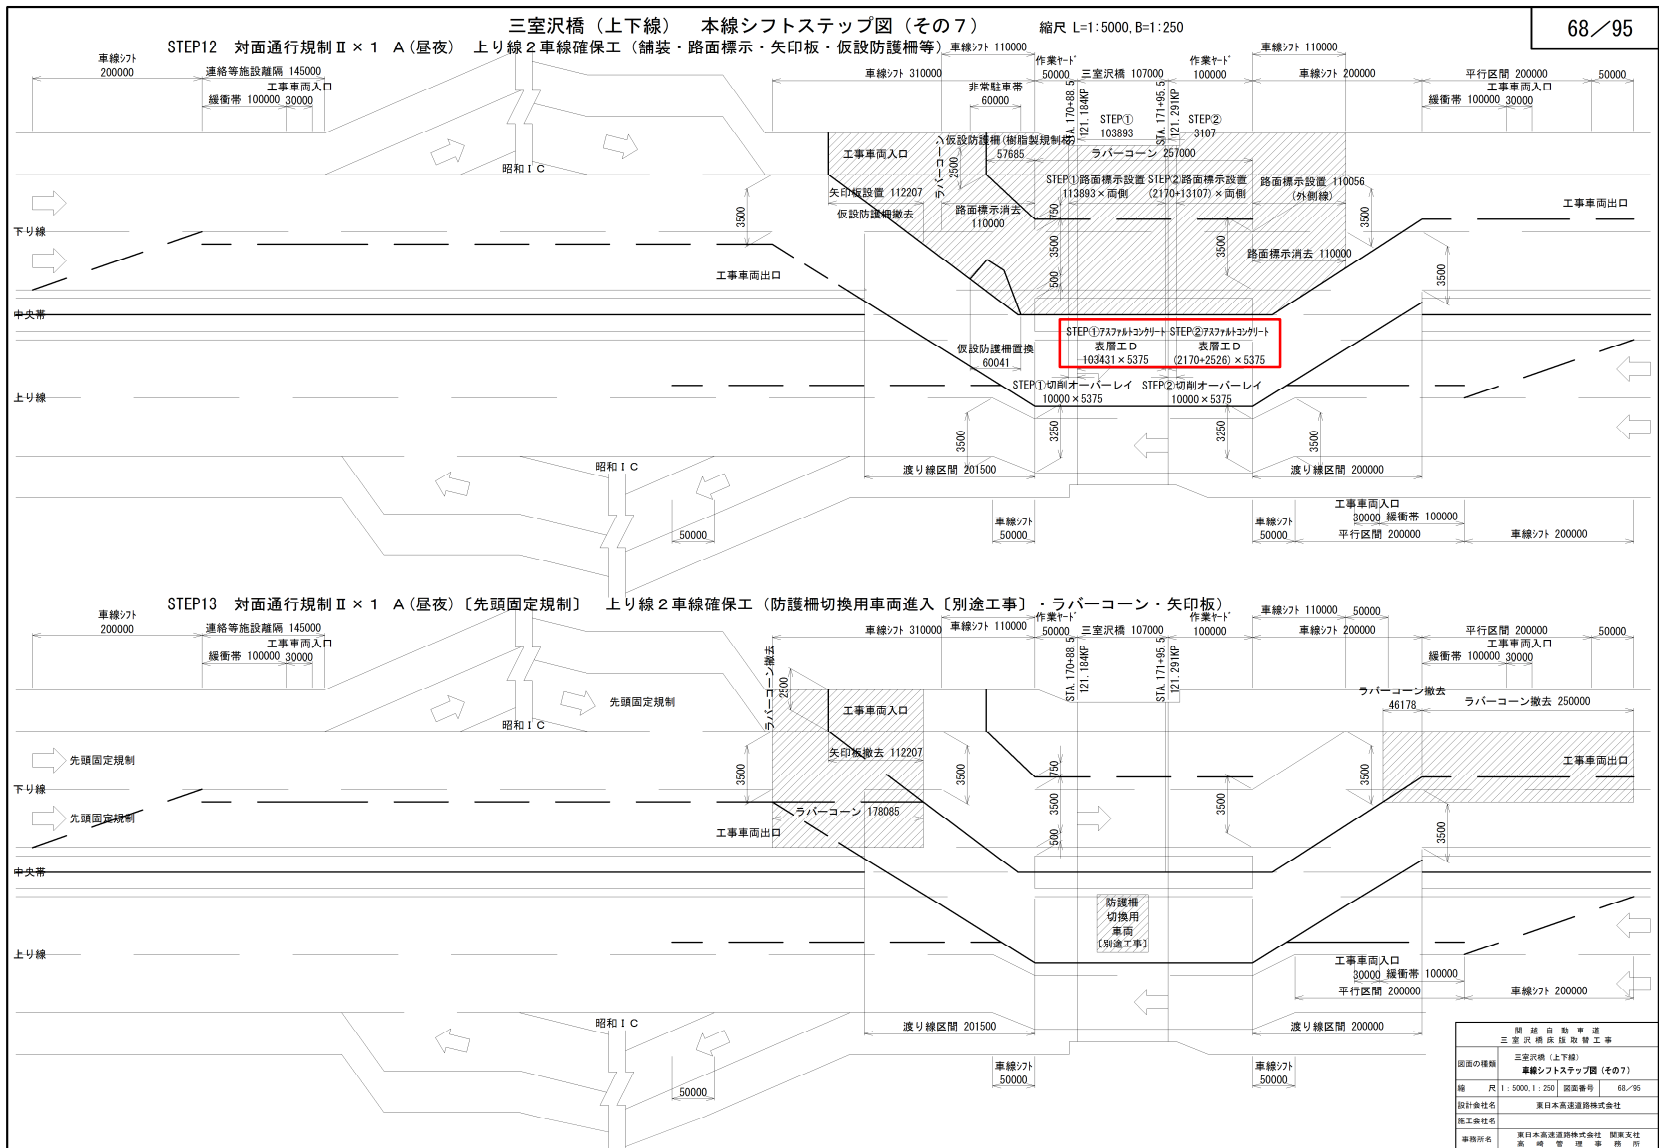 三室沢橋（上下線）　本線シフトステップ図（その７）
縮尺 L=1:5000, B=1:250
68／95
STEP12　対面通行規制Ⅱ×１　Ａ(昼夜)　上り線２車線確保工（舗装・路面標示・矢印板・仮設防護柵等）
車線ｼﾌﾄ
200000
連絡等施設離隔 145000
工事車両入口
緩衝帯 100000 30000
車線ｼﾌﾄ 310000
車線ｼﾌﾄ 110000
作業ﾔｰﾄﾞ
50000
三室沢橋 107000
作業ﾔｰﾄﾞ
100000
車線ｼﾌﾄ 110000
車線ｼﾌﾄ 200000
平行区間 200000
50000
工事車両入口
緩衝帯 100000 30000
非常駐車帯
60000
STA. 170+88.5
121.184KP
STA. 171+95.5
121.291KP
STEP①
103893
STEP②
3107
昭和ＩＣ
工事車両入口
ラバーコーン
2500
仮設防護柵(樹脂製規制材)
57685
ラバーコーン 257000
矢印板設置 112207
仮設防護柵撤去
路面標示消去
110000
STEP①路面標示設置
113893×両側
STEP②路面標示設置
(2170+13107)×両側
路面標示設置 110056
(外側線)
工事車両出口
下り線
3500
750
3500
500
3500
3500
3500
路面標示消去 110000
工事車両出口
中央帯
STEP①ｱｽﾌｧﾙﾄｺﾝｸﾘｰﾄ
表層工Ｄ
103431×5375
STEP②ｱｽﾌｧﾙﾄｺﾝｸﾘｰﾄ
表層工Ｄ
(2170+2526)×5375
仮設防護柵置換
60041
STEP①切削オーバーレイ
10000×5375
STEP②切削オーバーレイ
10000×5375
上り線
3500
3250
3250
3500
昭和ＩＣ
渡り線区間 201500
渡り線区間 200000
50000
車線ｼﾌﾄ
50000
車線ｼﾌﾄ
50000
工事車両入口
30000 緩衝帯 100000
平行区間 200000
車線ｼﾌﾄ 200000
STEP13　対面通行規制Ⅱ×１　Ａ(昼夜)〔先頭固定規制〕　上り線２車線確保工（防護柵切換用車両進入〔別途工事〕・ラバーコーン・矢印板）
車線ｼﾌﾄ
200000
連絡等施設離隔 145000
工事車両入口
緩衝帯 100000 30000
車線ｼﾌﾄ 310000
車線ｼﾌﾄ 110000
作業ﾔｰﾄﾞ
50000
三室沢橋 107000
作業ﾔｰﾄﾞ
100000
車線ｼﾌﾄ 110000
50000
車線ｼﾌﾄ 200000
平行区間 200000
50000
工事車両入口
緩衝帯 100000 30000
STA. 170+88.5
121.184KP
STA. 171+95.5
121.291KP
ラバーコーン撤去
2500
先頭固定規制
昭和ＩＣ
工事車両入口
ラバーコーン撤去
46178
ラバーコーン撤去 250000
先頭固定規制
矢印板撤去 112207
工事車両出口
下り線
3500
3500
750
3500
500
3500
3500
3500
先頭固定規制
ラバーコーン 178085
工事車両出口
中央帯
防護柵
切換用
車両
〔別途工事〕
上り線
工事車両入口
30000 緩衝帯 100000
平行区間 200000
車線ｼﾌﾄ 200000
昭和ＩＣ
渡り線区間 201500
渡り線区間 200000
50000
車線ｼﾌﾄ
50000
車線ｼﾌﾄ
50000
関越自動車道
三室沢橋床版取替工事
図面の種類
三室沢橋（上下線）
車線シフトステップ図（その７）
縮　尺
1：5000, 1：250
図面番号
68／95
設計会社名
東日本高速道路株式会社
施工会社名
事務所名
東日本高速道路株式会社　関東支社
高崎管理事務所